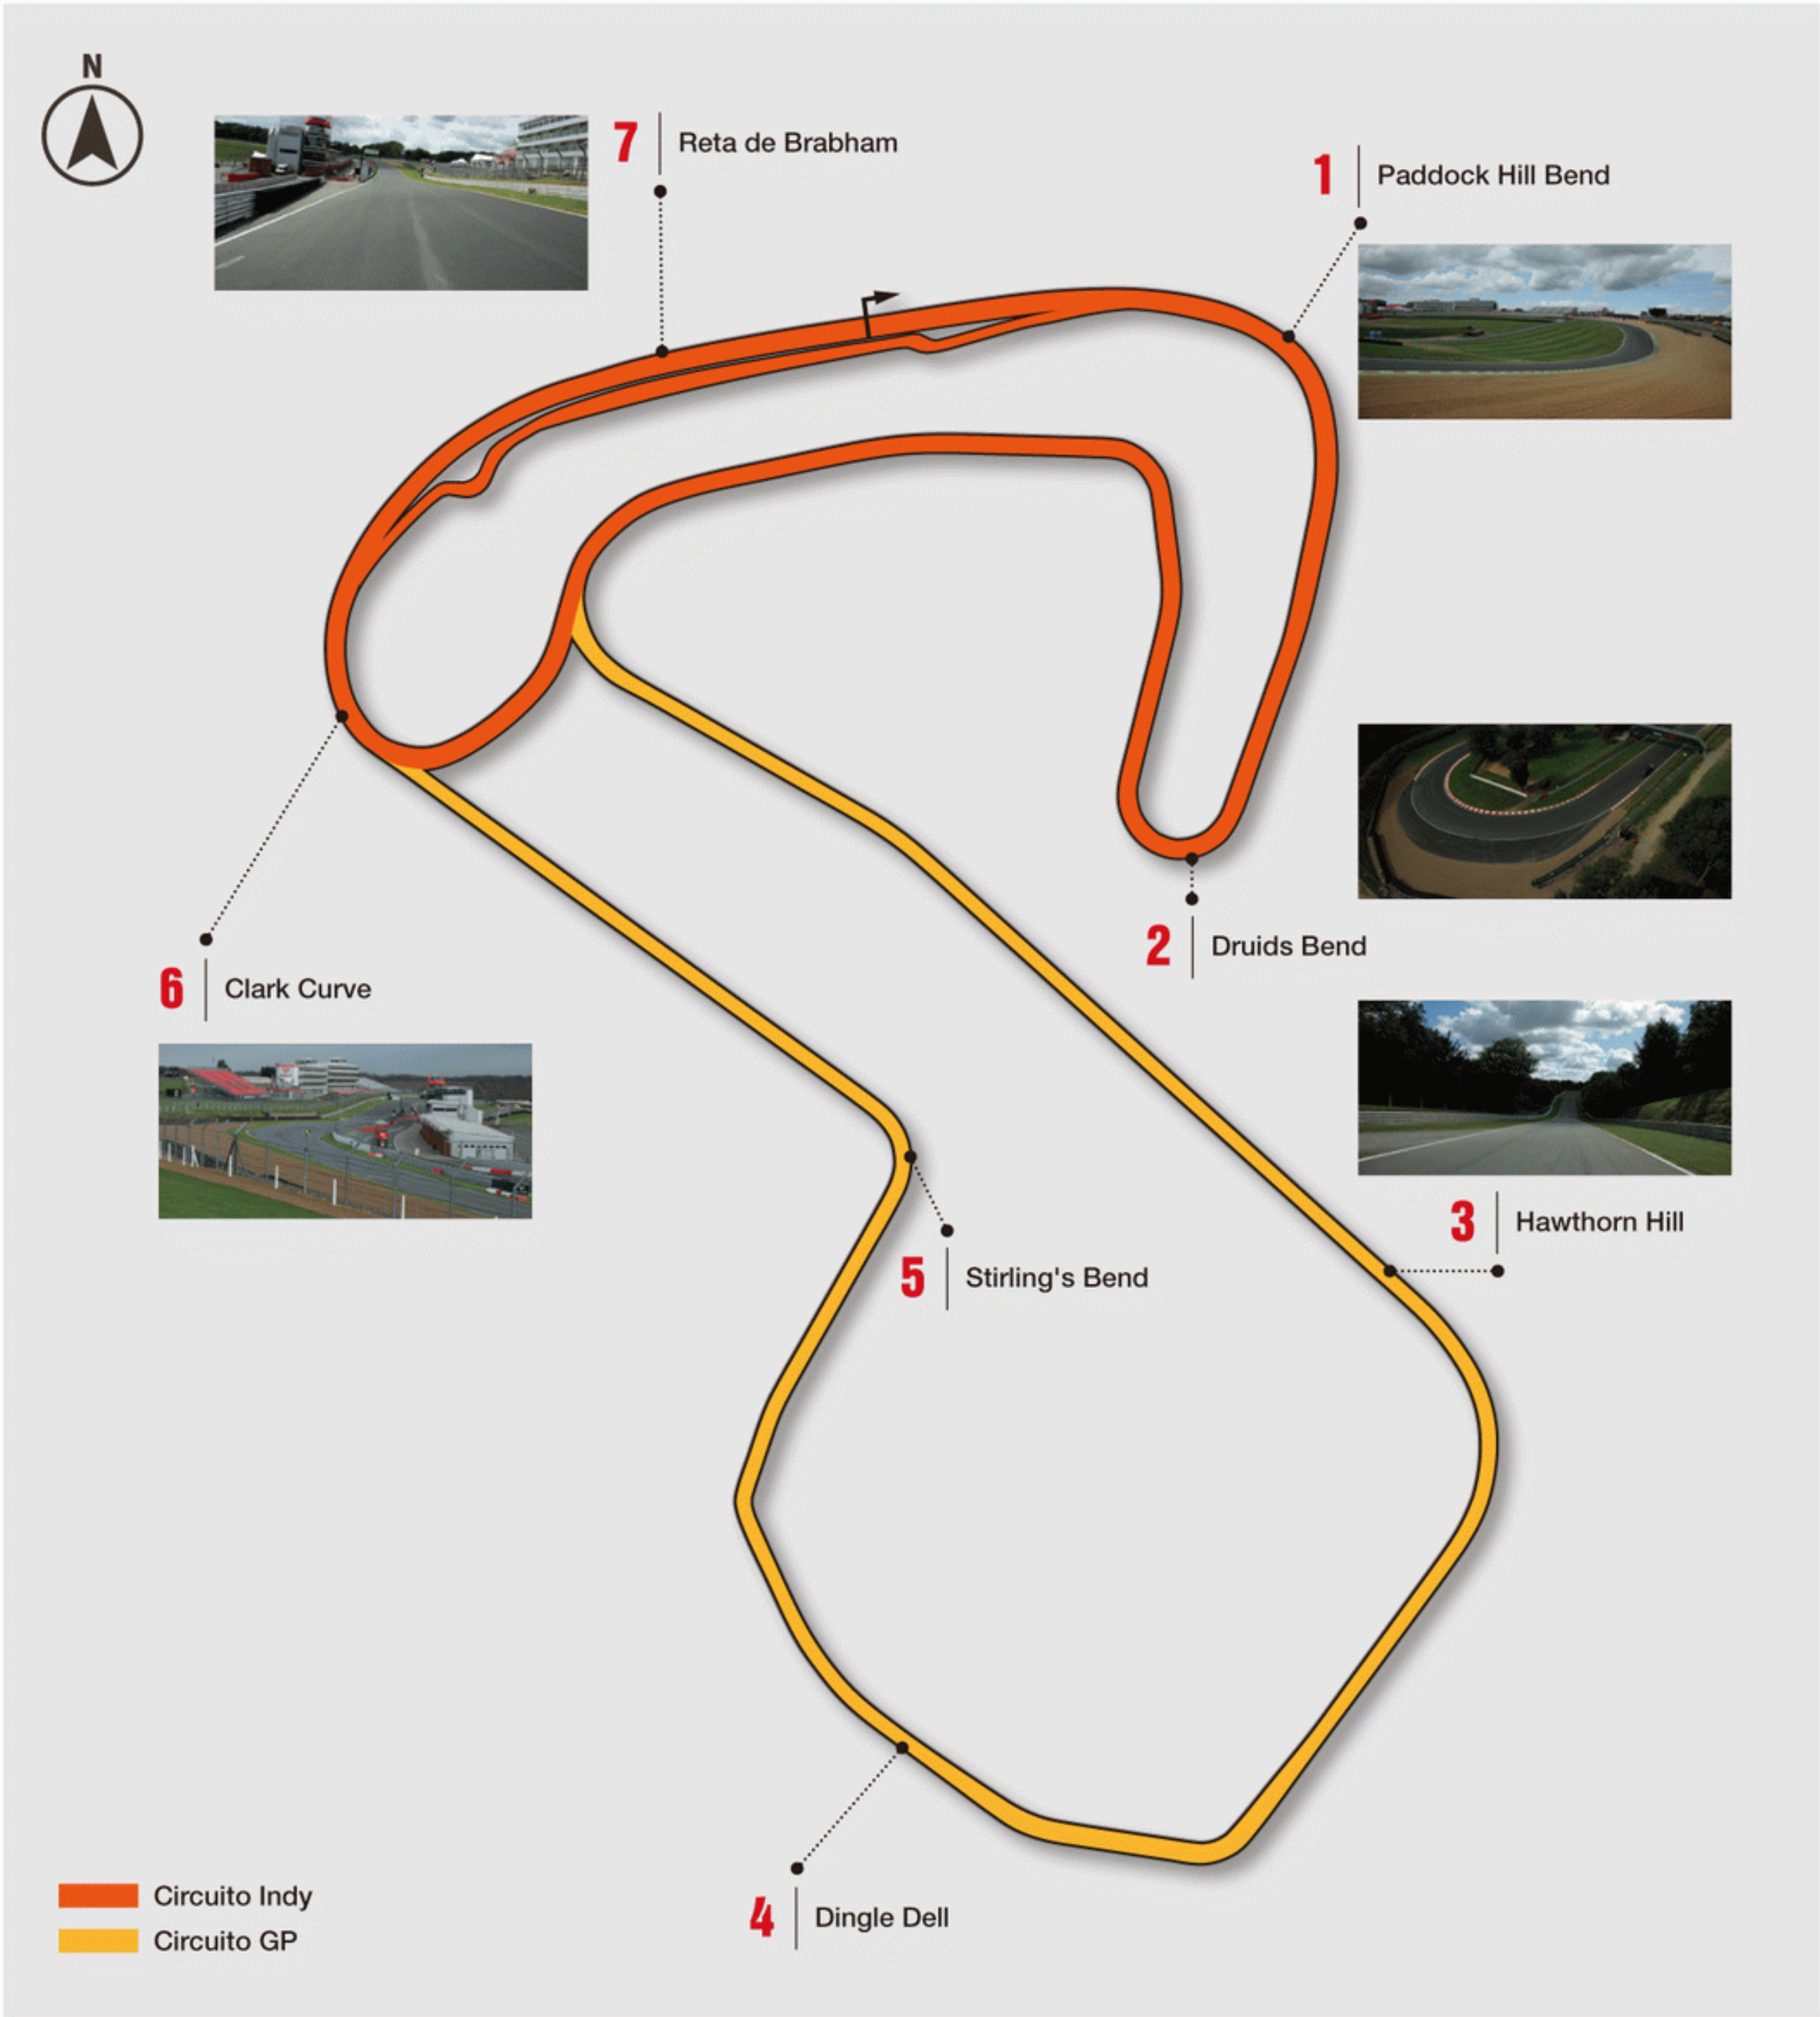 N
7
Reta de Brabham
1
Paddock Hill Bend
2
Druids Bend
6
Clark Curve
3
Hawthorn Hill
5
Stirling's Bend
4
Dingle Dell
Circuito Indy
Circuito GP